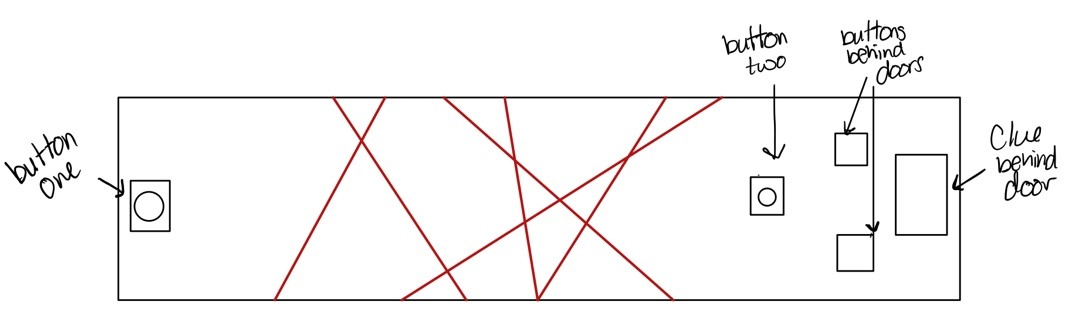 button
one
button
two
buttons
behind
doors
Clue
behind
door